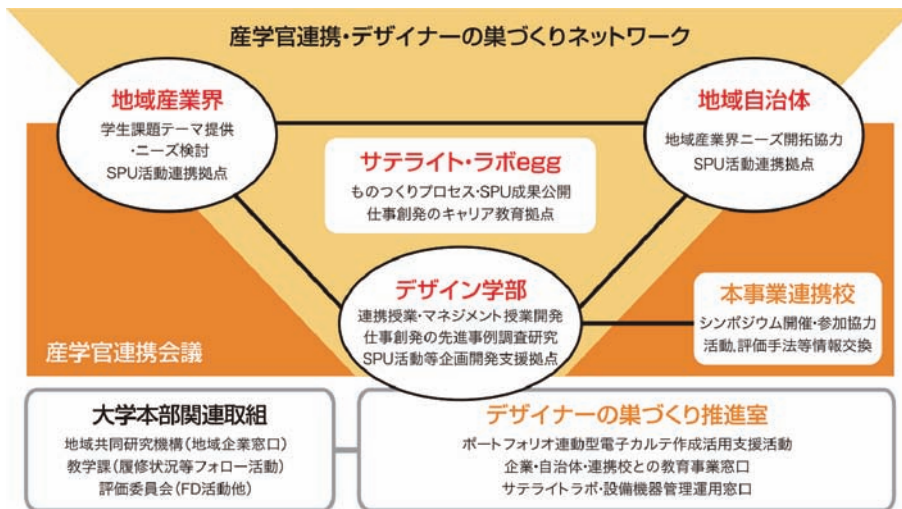 産学官連携・デザイナーの巣づくりネットワーク
地域産業界
学生課題テーマ提供
・ニーズ検討
SPU活動連携拠点
地域自治体
地域産業界ニーズ開拓協力
SPU活動連携拠点
サテライト・ラボegg
ものつくりプロセス・SPU成果公開
仕事創発のキャリア教育拠点
デザイン学部
連携授業・マネジメント授業開発
仕事創発の先進事例調査研究
SPU活動等企画開発支援拠点
本事業連携校
シンポジウム開催・参加協力
活動,評価手法等情報交換
産学官連携会議
大学本部関連取組
地域共同研究機構(地域企業窓口)
教学課(履修状況等フォロー活動)
評価委員会(FD活動他)
デザイナーの巣づくり推進室
ポートフォリオ連動型電子カルテ作成活用支援活動
企業・自治体・連携校との教育事業窓口
サテライトラボ・設備機器管理運用窓口